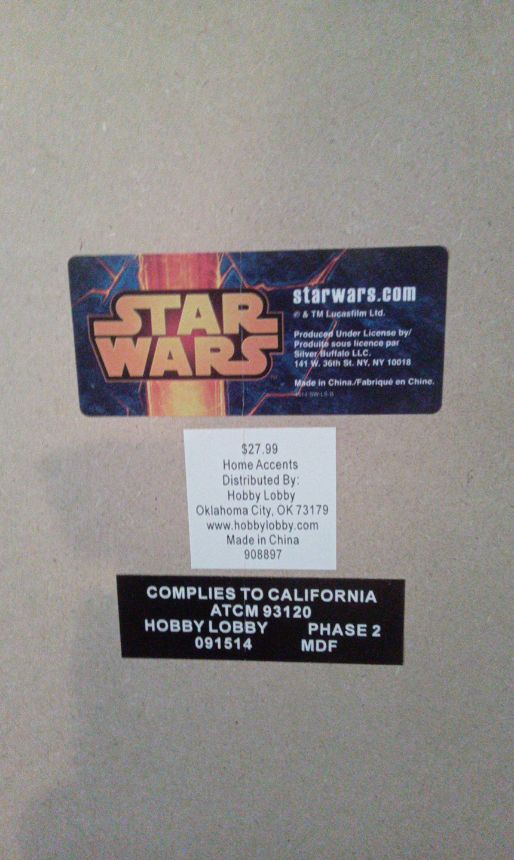 STAR
WARS
starwars.com
© & TM Lucasfilm Ltd.
Produced Under License by/
Produite sous licence par
Silver Buffalo LLC.
141 W. 36th St. NY, NY 10018
Made in China./Fabriqué en Chine.
$27.99
Home Accents
Distributed By:
Hobby Lobby
Oklahoma City, OK 73179
www.hobbylobby.com
Made in China
908897
COMPLIES TO CALIFORNIA
ATCM 93120
HOBBY LOBBY PHASE 2
091514 MDF